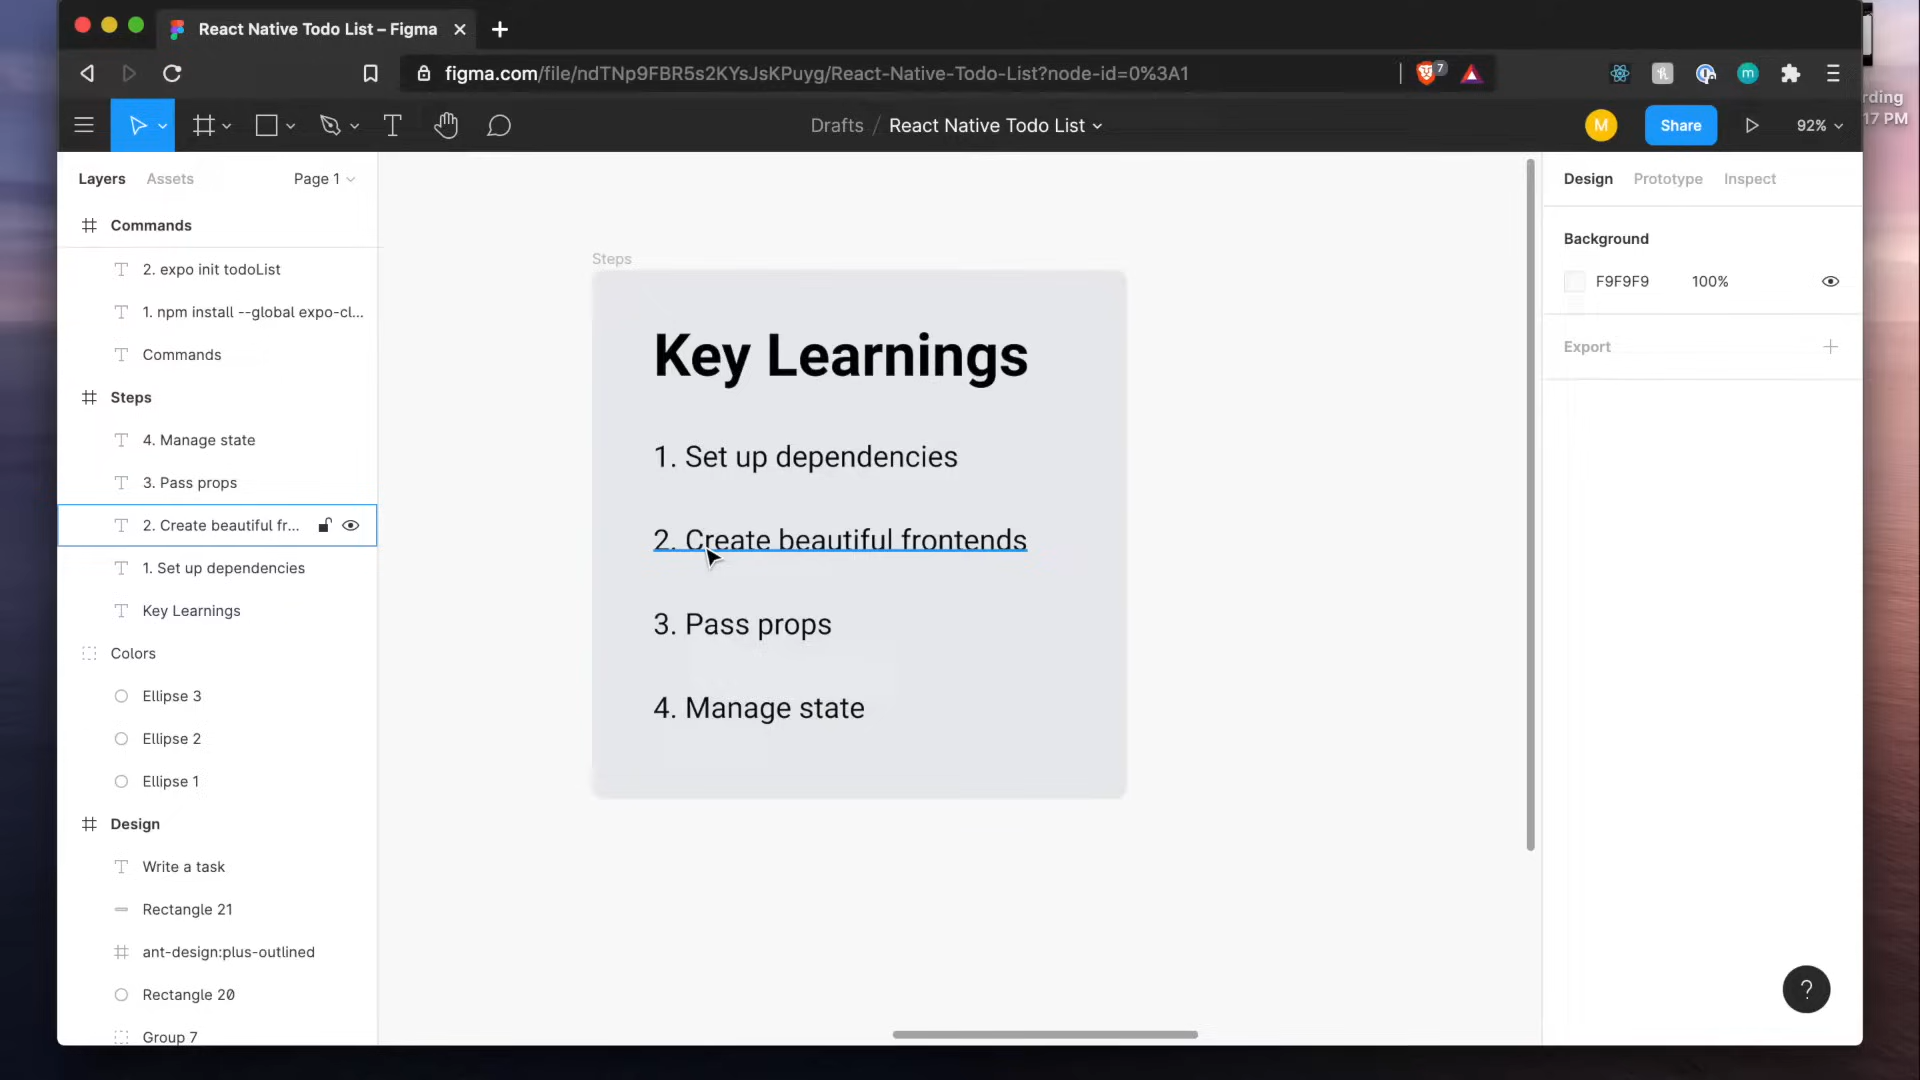 React Native Todo List – Figma
figma.com/file/ndTNp9FBR5s2KYsJsKPuyg/React-Native-Todo-List?node-id=0%3A1
7
m
rding
17 PM
Drafts / React Native Todo List
M
Share
92%
Layers
Assets
Page 1
Commands
2. expo init todoList
1. npm install --global expo-cl...
Commands
Steps
4. Manage state
3. Pass props
2. Create beautiful fr...
1. Set up dependencies
Key Learnings
Colors
Ellipse 3
Ellipse 2
Ellipse 1
Design
Write a task
Rectangle 21
ant-design:plus-outlined
Rectangle 20
Group 7
Steps
Key Learnings
1. Set up dependencies
2. Create beautiful frontends
3. Pass props
4. Manage state
Design
Prototype
Inspect
Background
F9F9F9
100%
Export
?